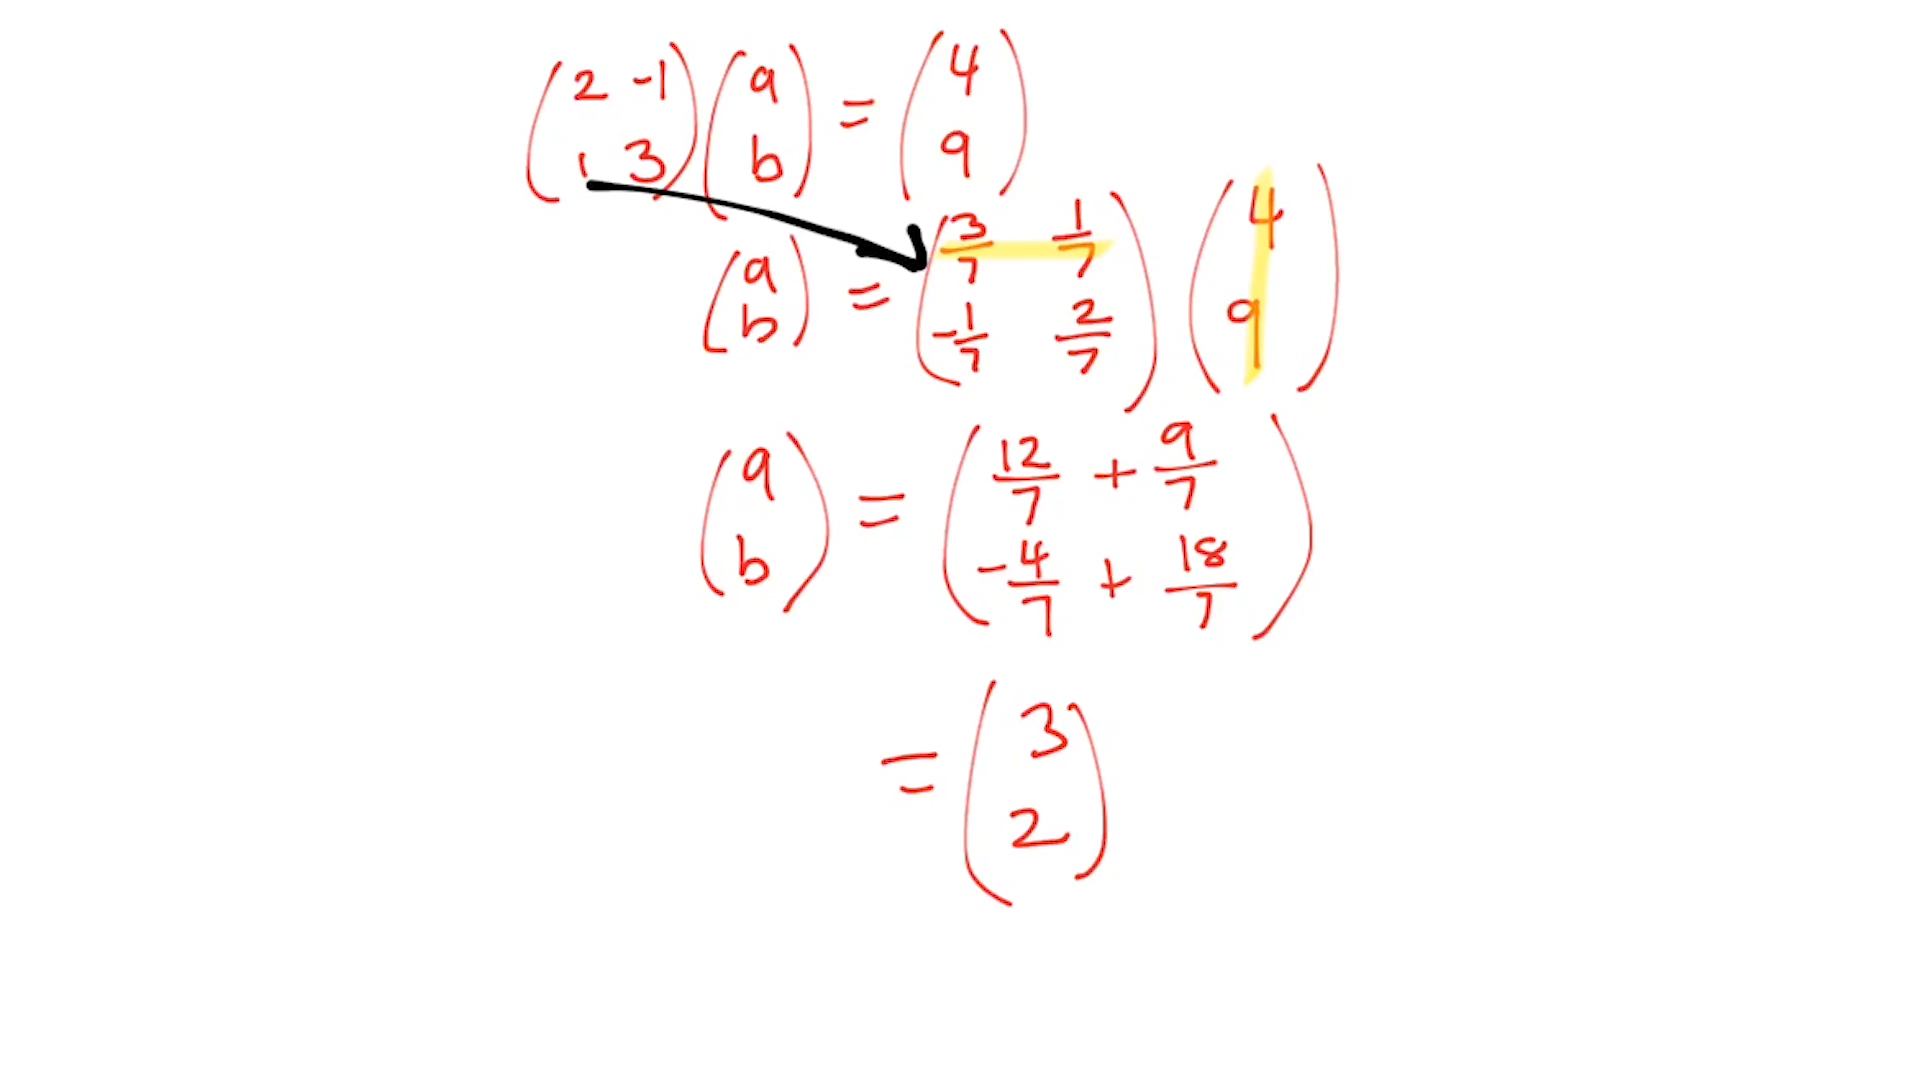 (2 -1) (a) = (4)
(1 3) (b) (9)
(a) = (3/7 1/7) (4)
(b) (-1/7 2/7) (9)
(a) = (12/7 + 9/7)
(b) (-4/7 + 18/7)
= (3)
(2)